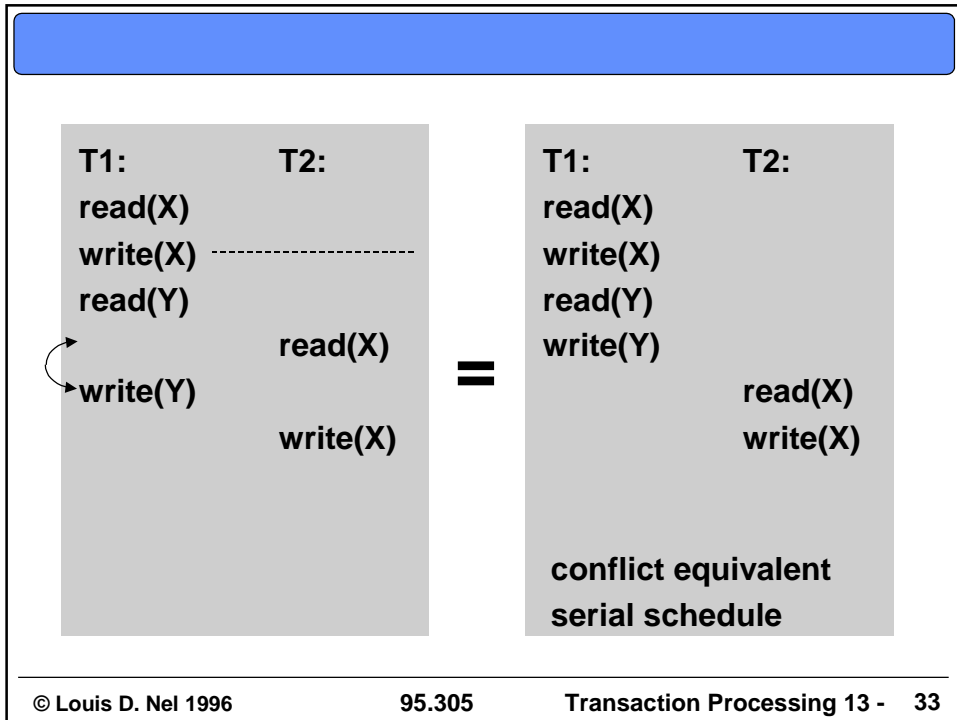 T1: T2:
read(X)
write(X)
read(Y)
read(X)
write(Y)
write(X)
=
T1: T2:
read(X)
write(X)
read(Y)
write(Y)
read(X)
write(X)
conflict equivalent
serial schedule
© Louis D. Nel 1996 95.305 Transaction Processing 13 - 33